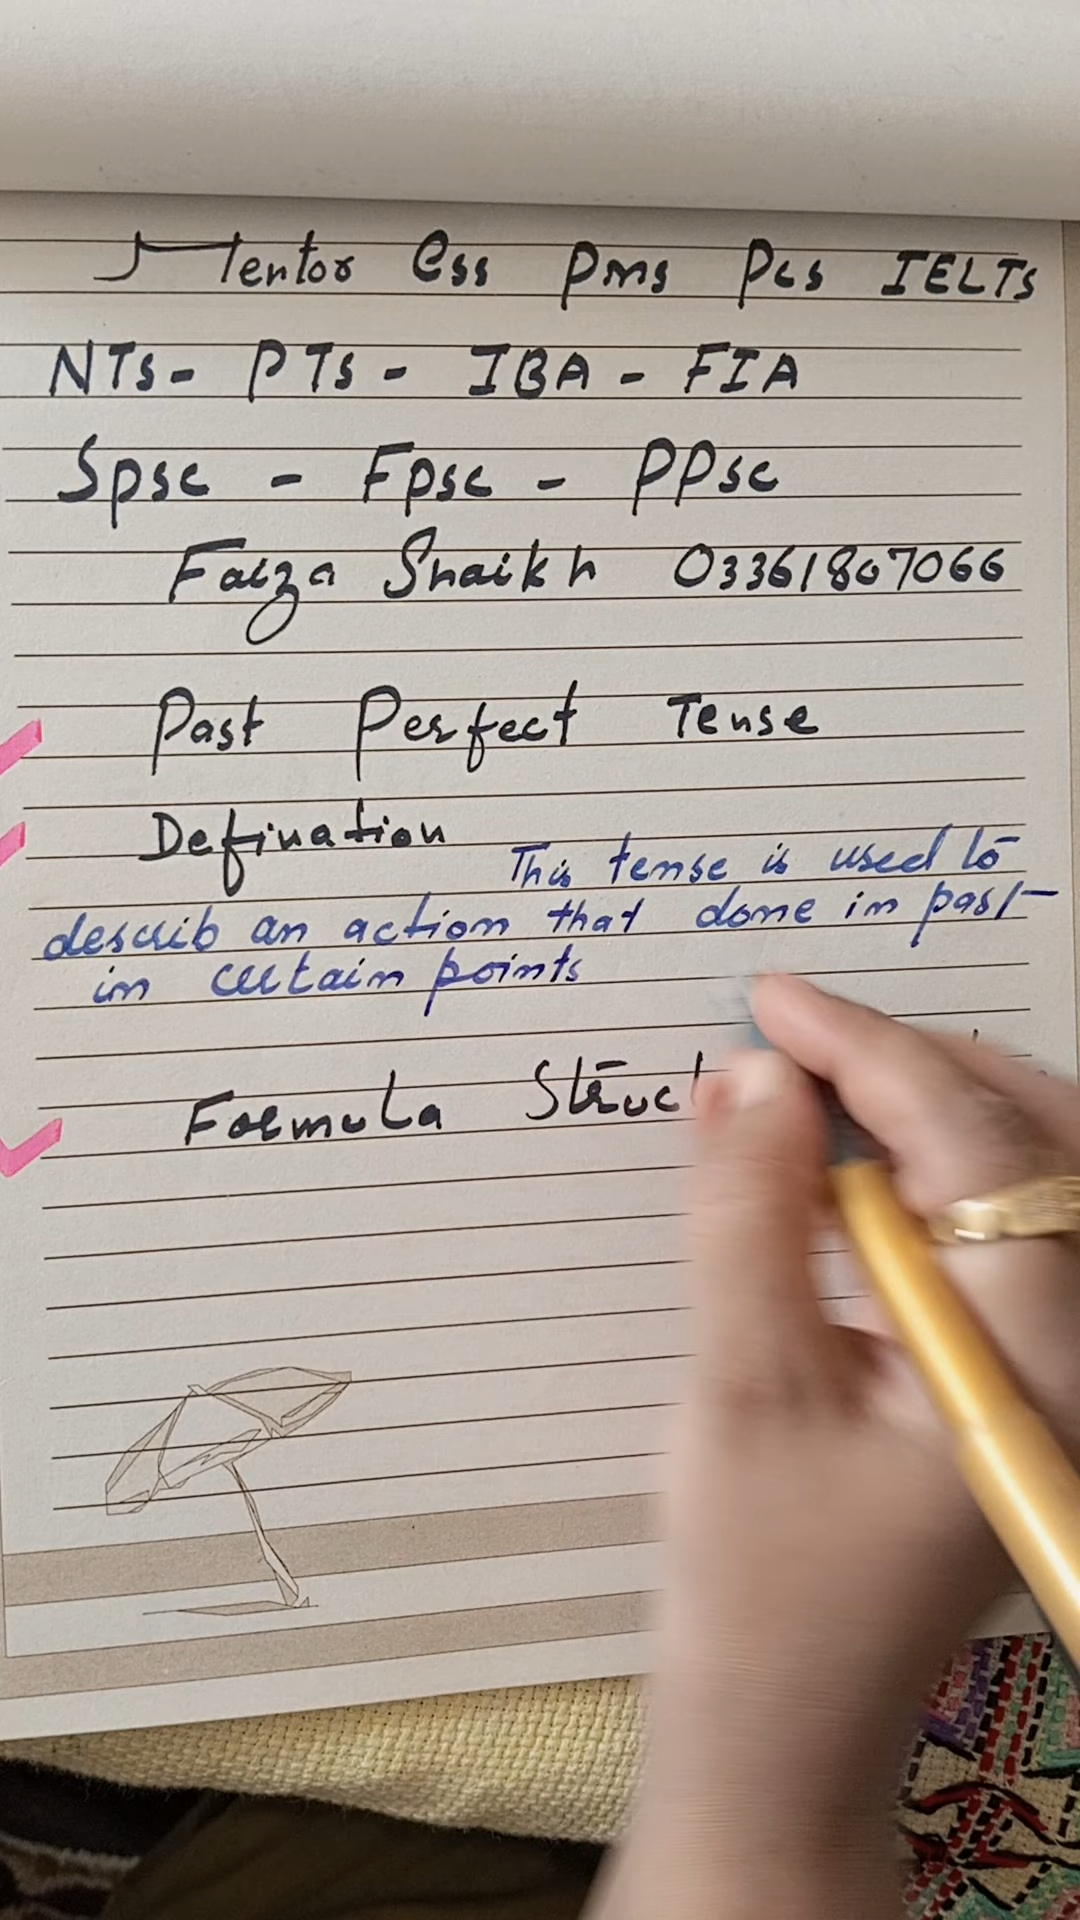 Mentor Css Pms Pcs IELTs
NTs- PTs - IBA - FIA
Spsc - Fpsc - PPsc
Faiza Shaikh 03361807066
Past Perfect Tense
Defination
This tense is used to
describ an action that done in past
in certain points
Formula